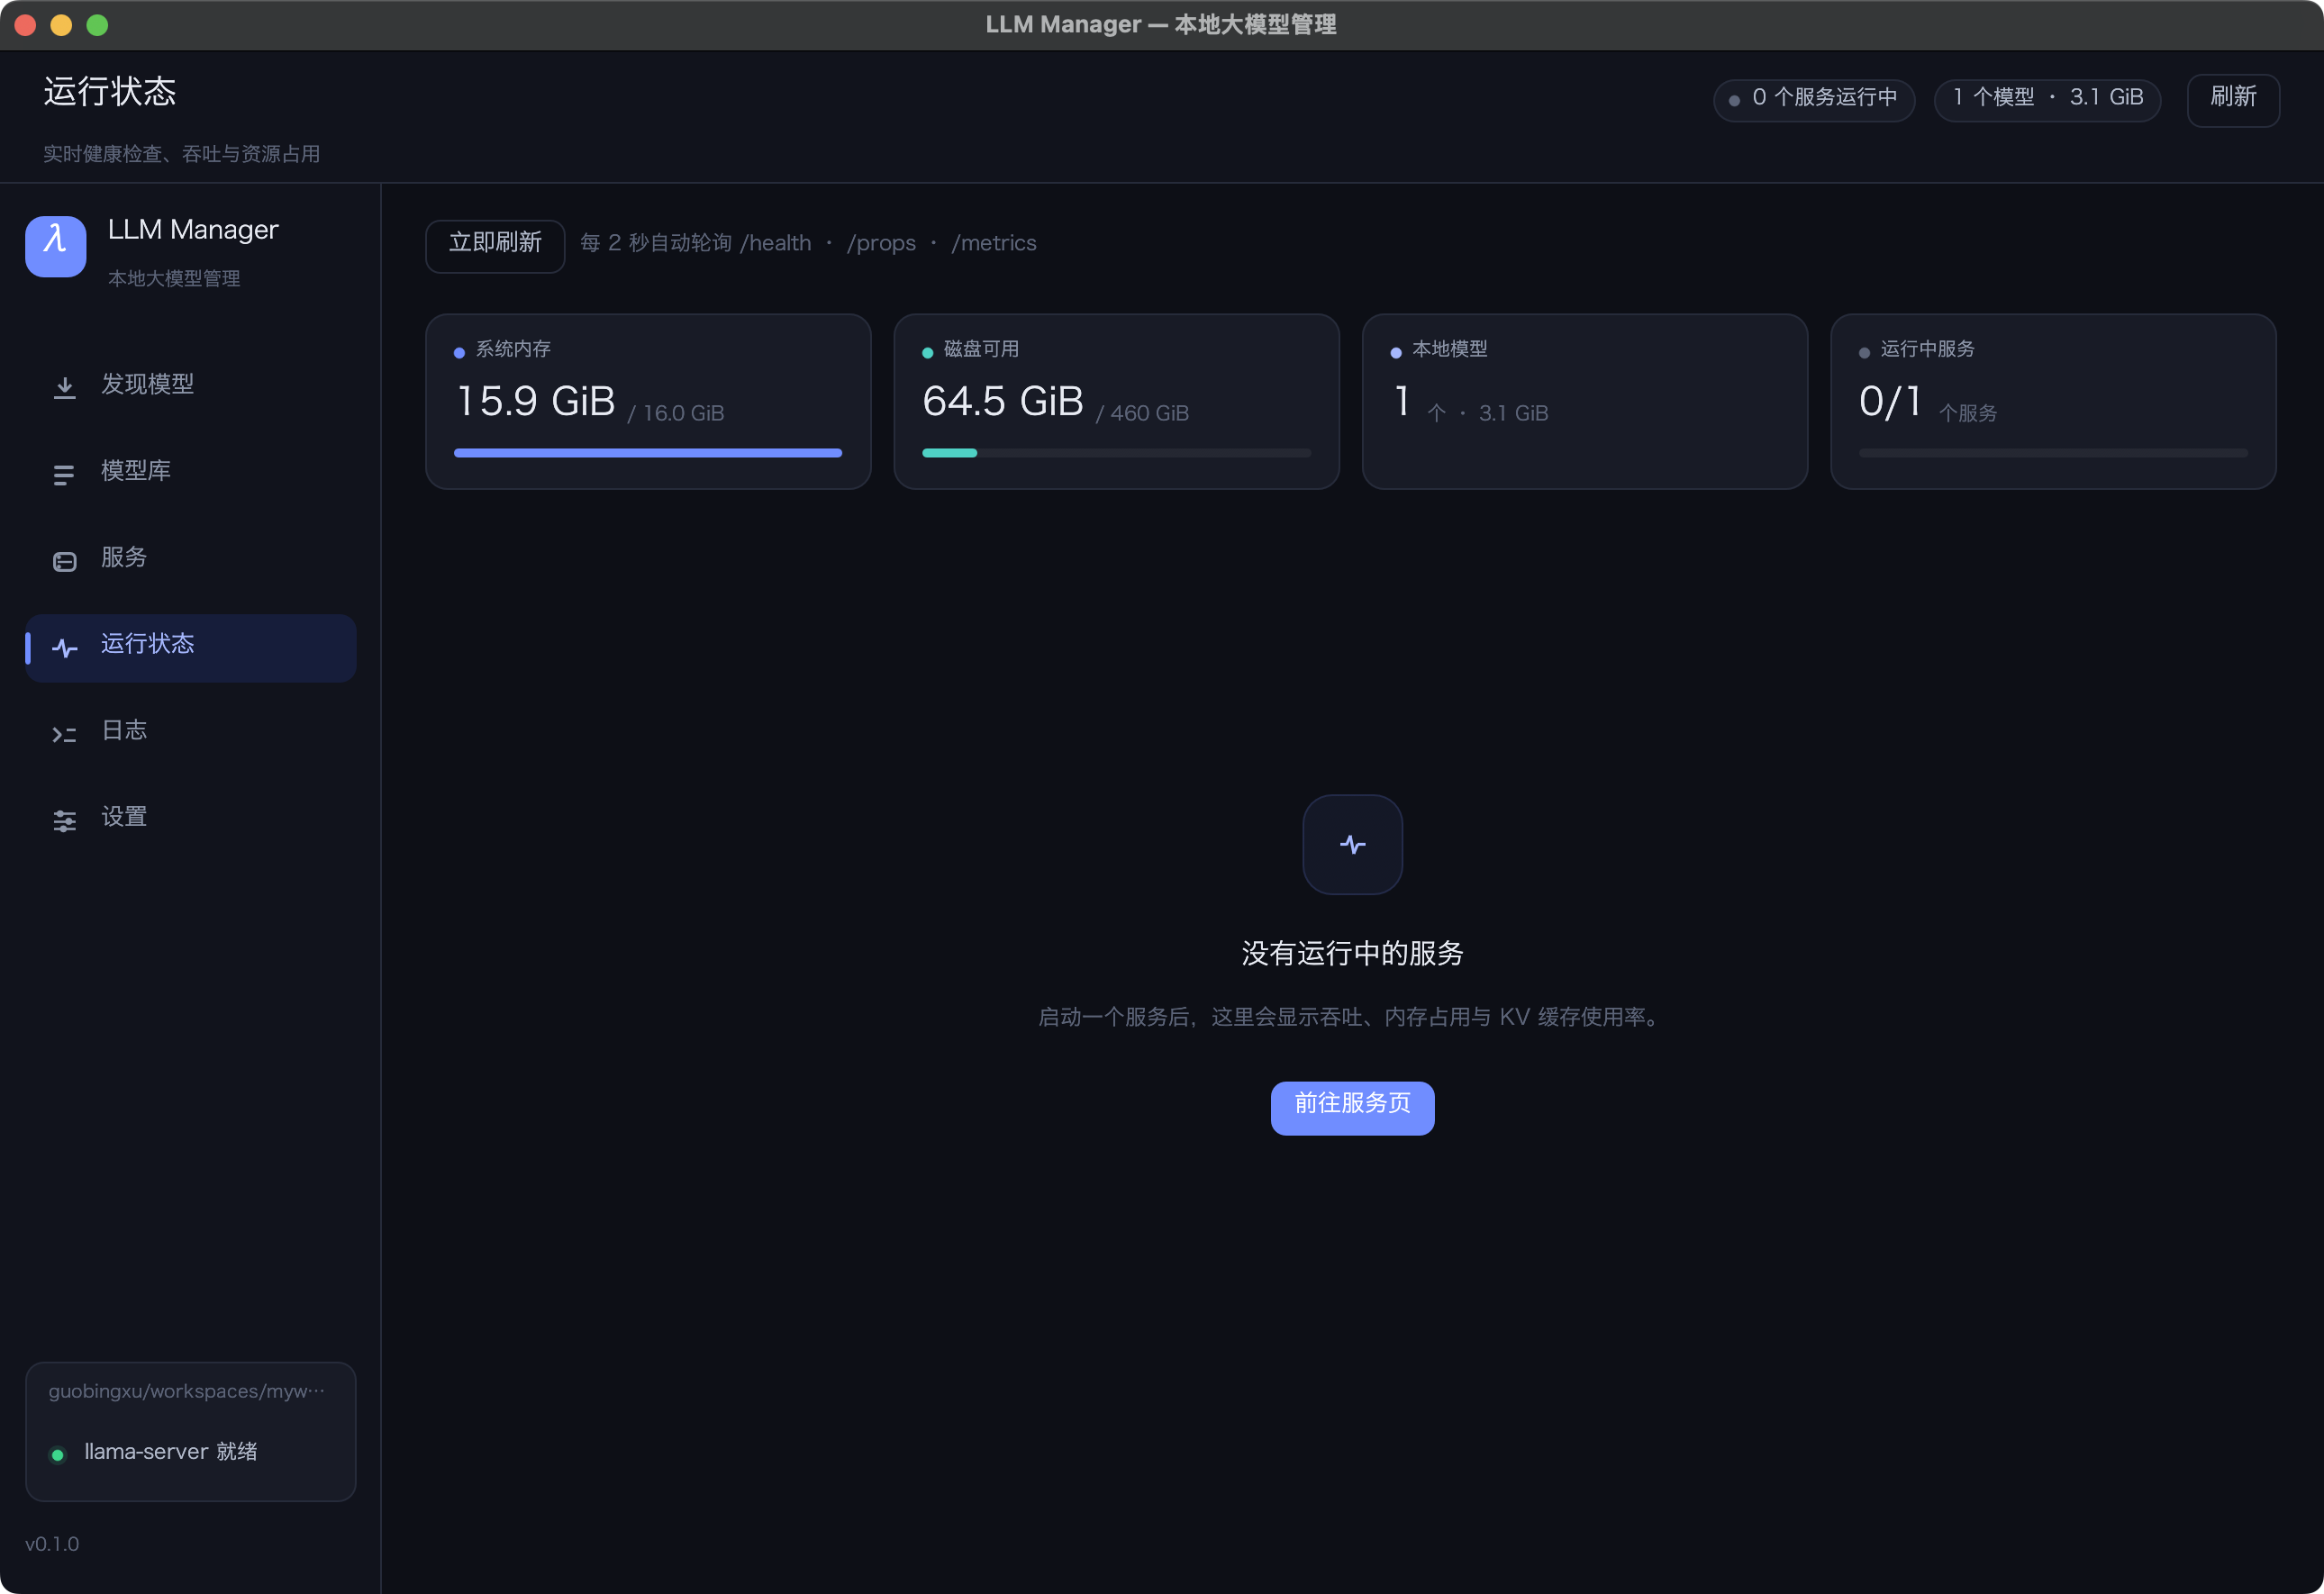 LLM Manager — 本地大模型管理
运行状态
0 个服务运行中
1 个模型 · 3.1 GiB
刷新
实时健康检查、吞吐与资源占用
λ
LLM Manager
本地大模型管理
发现模型
模型库
服务
运行状态
日志
设置
guobingxu/workspaces/myw…
llama-server 就绪
v0.1.0
立即刷新
每 2 秒自动轮询 /health · /props · /metrics
系统内存
15.9 GiB / 16.0 GiB
磁盘可用
64.5 GiB / 460 GiB
本地模型
1 个 · 3.1 GiB
运行中服务
0/1 个服务
没有运行中的服务
启动一个服务后，这里会显示吞吐、内存占用与 KV 缓存使用率。
前往服务页